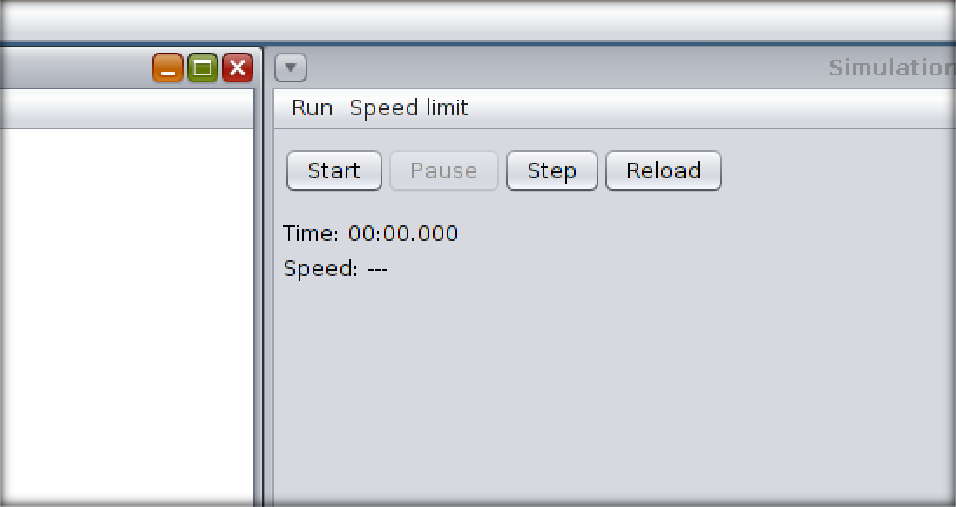 Simulation
Run Speed limit
Start Pause Step Reload
Time: 00:00.000
Speed: ---